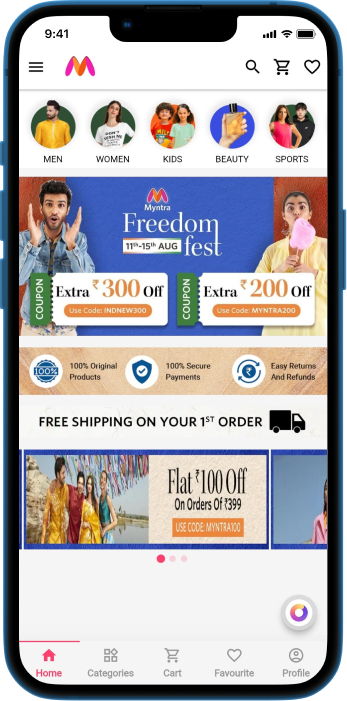 9:41
MEN
WOMEN
KIDS
BEAUTY
SPORTS
Myntra
Freedom
fest
11th-15th AUG
COUPON
Extra ₹300 Off
Use Code: INDNEW300
COUPON
Extra ₹200 Off
Use Code: MYNTRA200
100%
100% Original
Products
100% Secure
Payments
Easy Returns
And Refunds
FREE SHIPPING ON YOUR 1ST ORDER
Flat ₹100 Off
On Orders Of ₹399
USE CODE: MYNTRA100
Home
Categories
Cart
Favourite
Profile